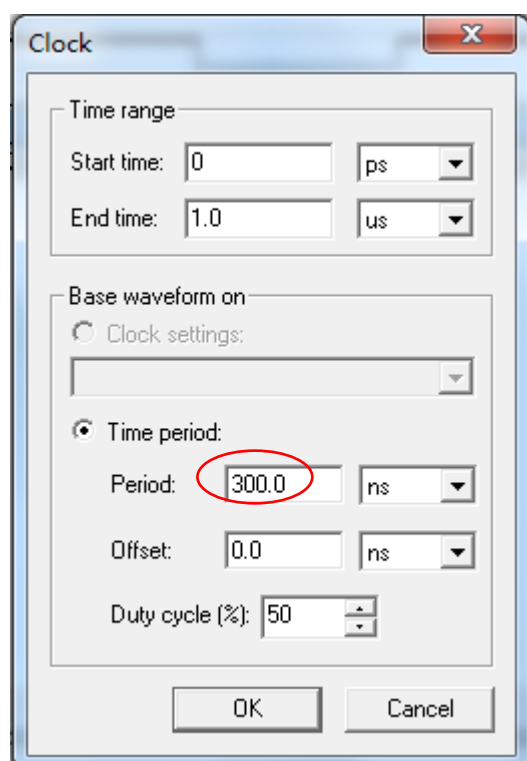 Clock
Time range
Start time: 0 ps
End time: 1.0 us
Base waveform on
Clock settings:
Time period:
Period: 300.0 ns
Offset: 0.0 ns
Duty cycle (%): 50
OK Cancel